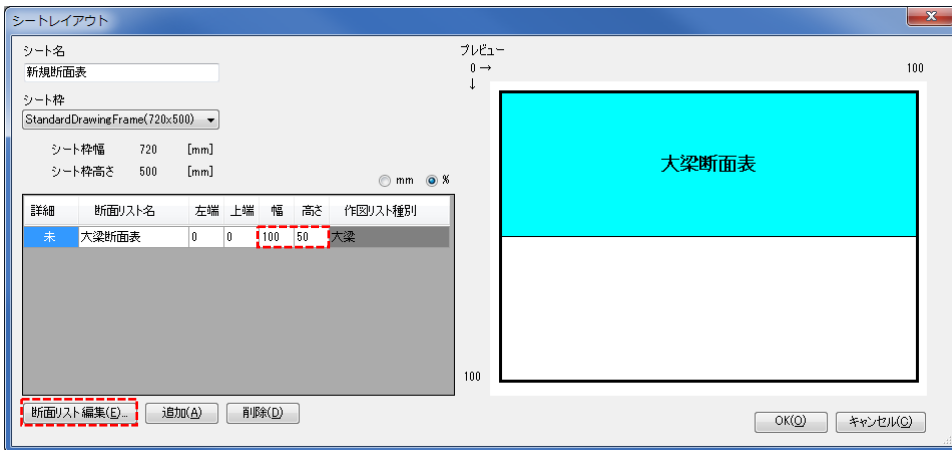 シートレイアウト
シート名
新規断面表
シート枠
StandardDrawingFrame(720x500)
シート枠幅 720 [mm]
シート枠高さ 500 [mm]
mm %
詳細 断面リスト名 左端 上端 幅 高さ 作図リスト種別
未 大梁断面表 0 0 100 50 大梁
断面リスト編集(E)... 追加(A) 削除(D)
プレビュー
0 → 100
↓
大梁断面表
100
OK(O) キャンセル(C)